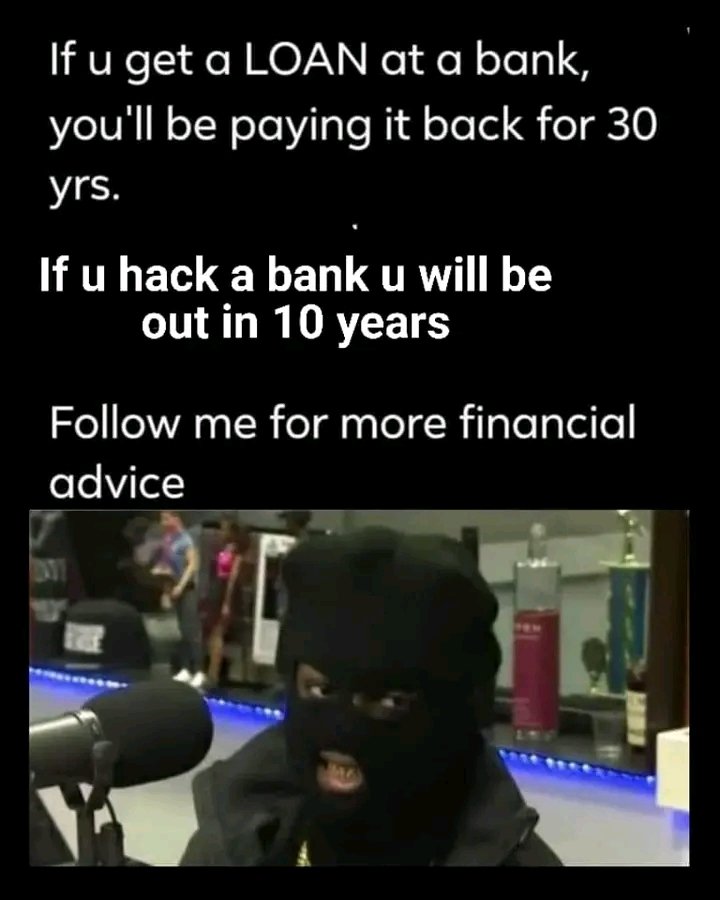 If u get a LOAN at a bank,
you'll be paying it back for 30
yrs.
If u hack a bank u will be
out in 10 years
Follow me for more financial
advice